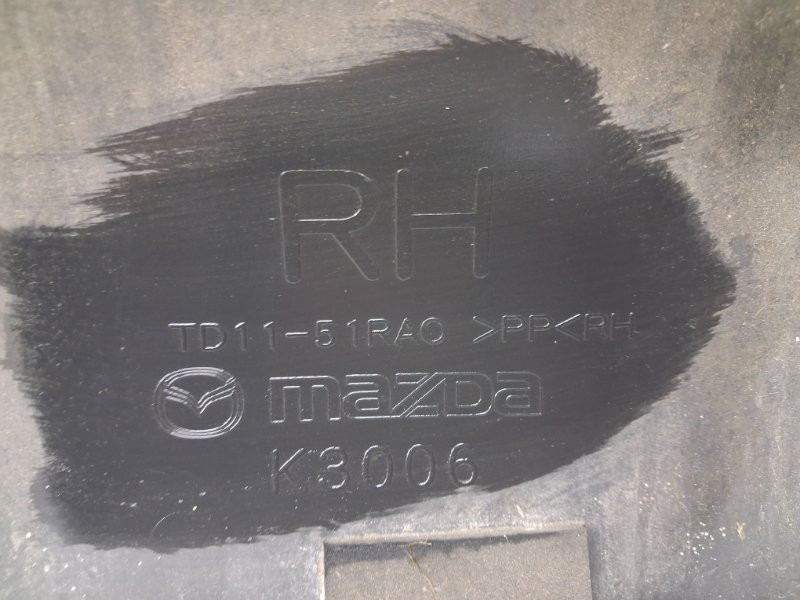 RH
TD11-51RA0 >PP<RH
mazda
K3006